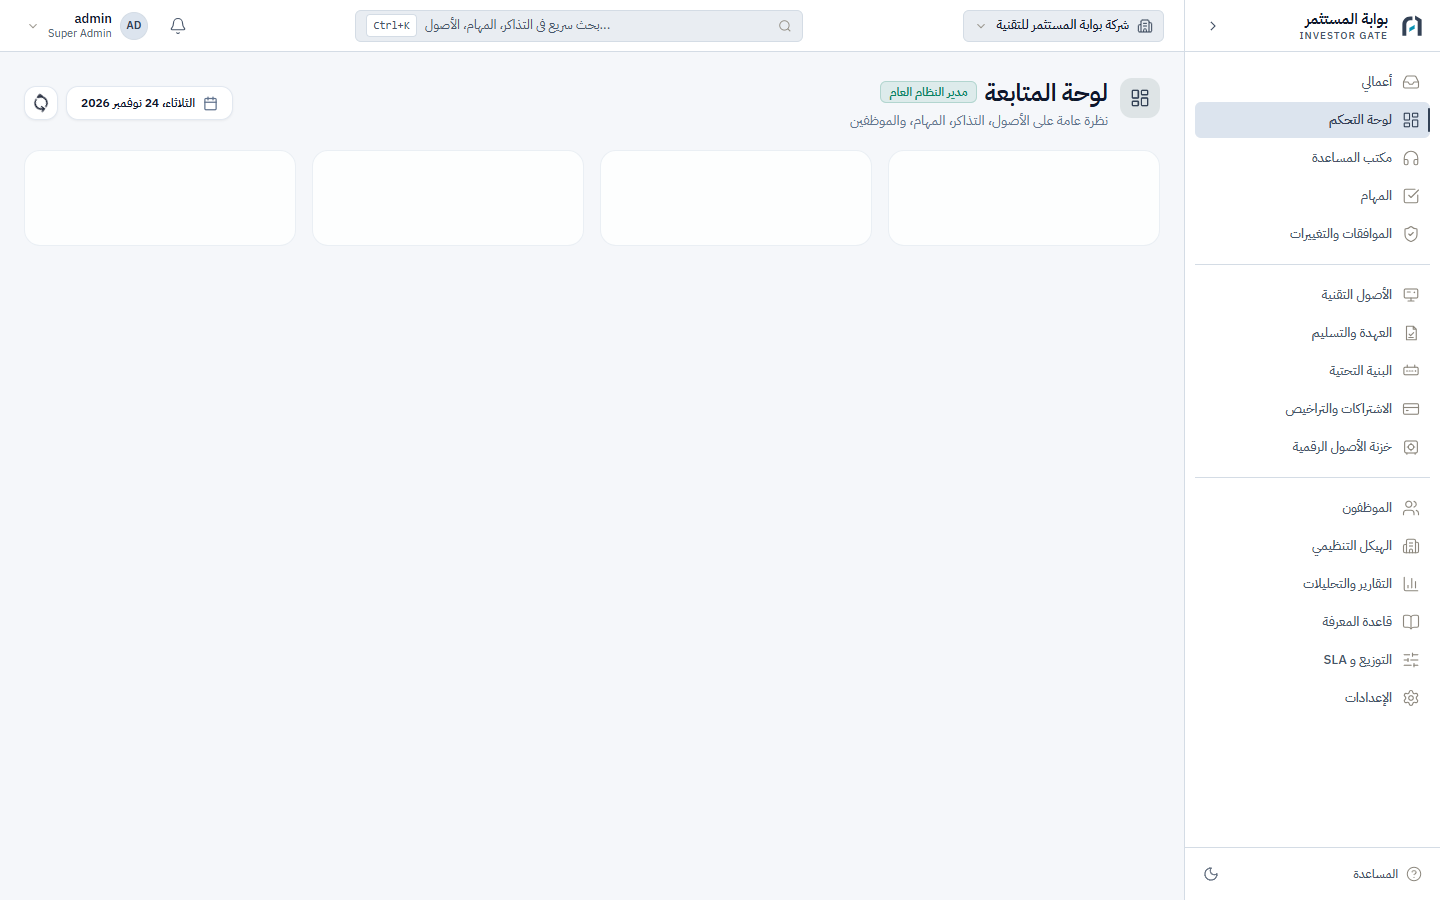 بوابة المستثمر
INVESTOR GATE
شركة بوابة المستثمر للتقنية
بحث سريع في التذاكر، المهام، الأصول...
Ctrl+K
AD
admin
Super Admin
أعمالي
لوحة التحكم
مكتب المساعدة
المهام
الموافقات والتغييرات
الأصول التقنية
العهدة والتسليم
البنية التحتية
الاشتراكات والتراخيص
خزنة الأصول الرقمية
الموظفون
الهيكل التنظيمي
التقارير والتحليلات
قاعدة المعرفة
التوزيع و SLA
الإعدادات
المساعدة
لوحة المتابعة
مدير النظام العام
نظرة عامة على الأصول، التذاكر، المهام، والموظفين
الثلاثاء، 24 نوفمبر 2026